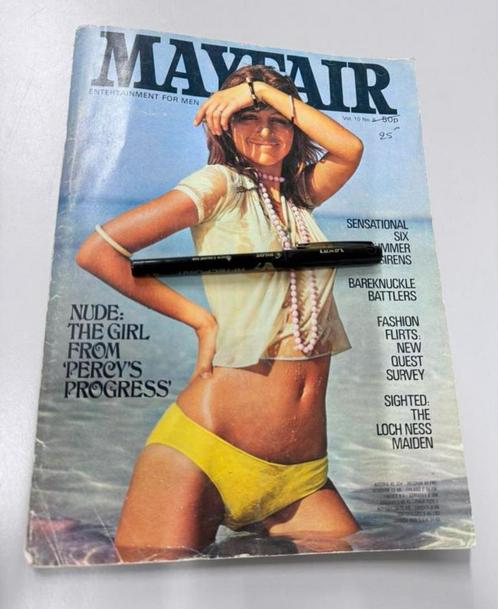 MAYFAIR
ENTERTAINMENT FOR MEN
Vol. 10 No. 50p
25
SENSATIONAL
SIX
SUMMER
SIRENS
BAREKNUCKLE
BATTLERS
NUDE:
THE GIRL
FROM
'PERCY'S
PROGRESS'
FASHION
FLIRTS:
NEW
QUEST
SURVEY
SIGHTED:
THE
LOCH NESS
MAIDEN